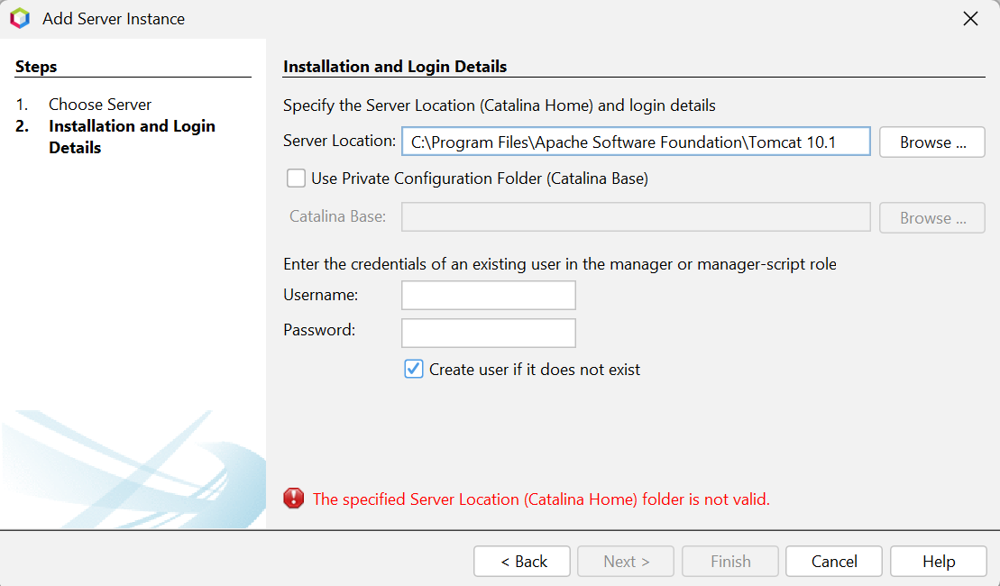 Add Server Instance
Steps
1. Choose Server
2. Installation and Login
Details
Installation and Login Details
Specify the Server Location (Catalina Home) and login details
Server Location: C:\Program Files\Apache Software Foundation\Tomcat 10.1 Browse ...
Use Private Configuration Folder (Catalina Base)
Catalina Base: Browse ...
Enter the credentials of an existing user in the manager or manager-script role
Username:
Password:
Create user if it does not exist
The specified Server Location (Catalina Home) folder is not valid.
< Back Next > Finish Cancel Help